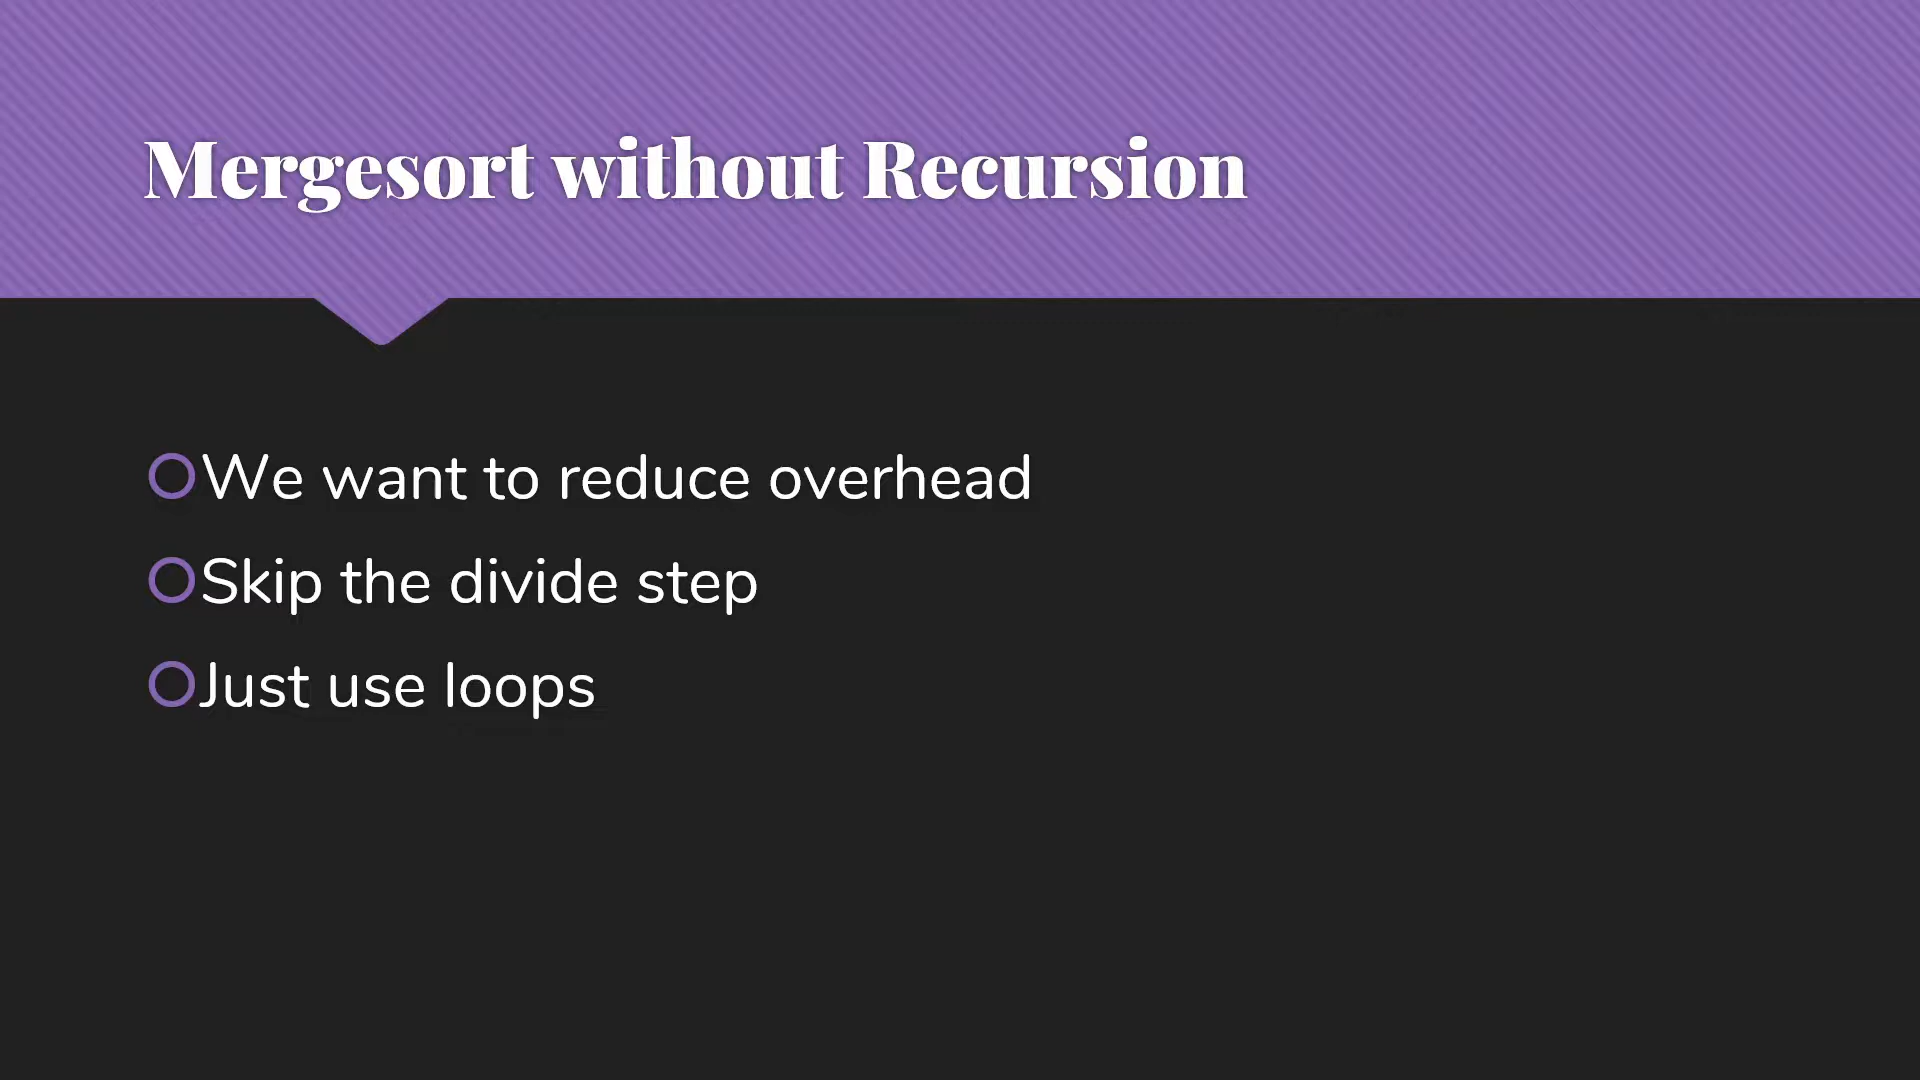 Mergesort without Recursion
We want to reduce overhead
Skip the divide step
Just use loops